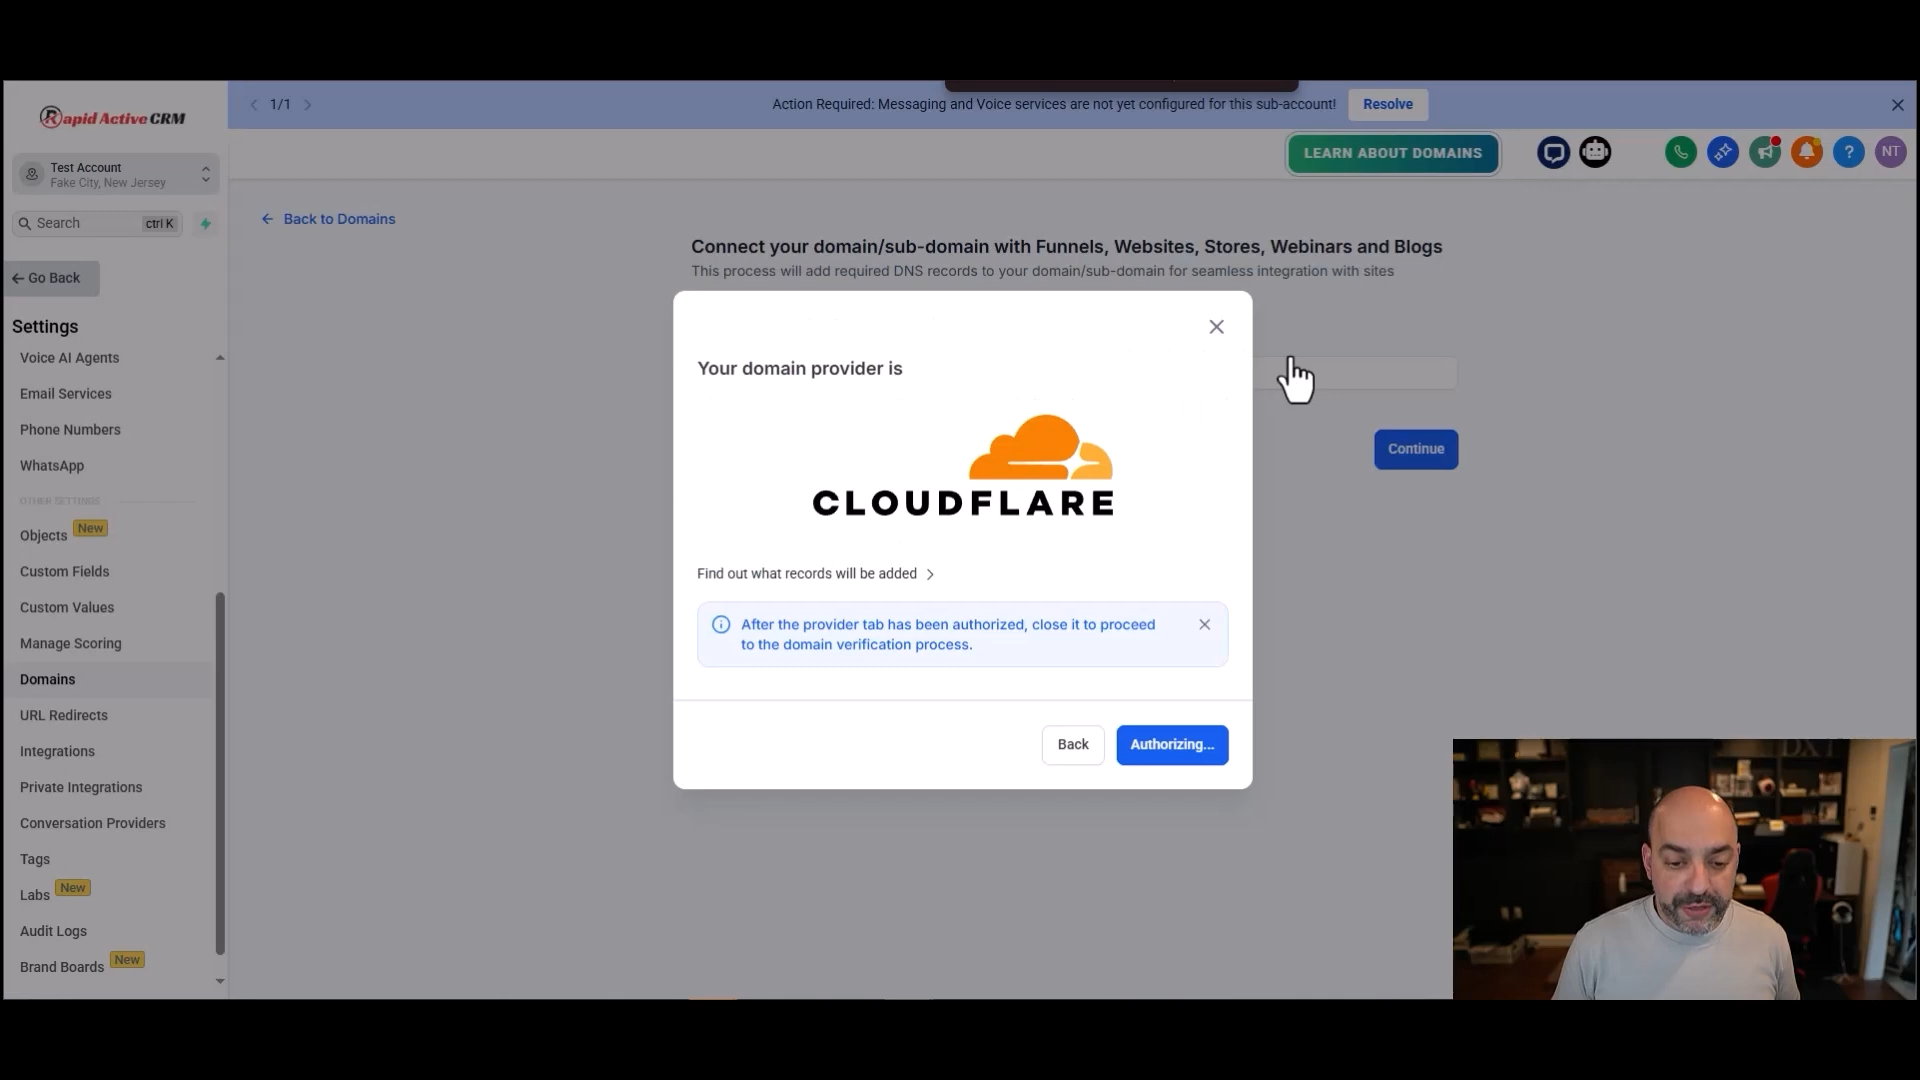 1/1
Action Required: Messaging and Voice services are not yet configured for this sub-account!
Resolve
Rapid Active CRM
LEARN ABOUT DOMAINS
NT
Test Account
Fake City, New Jersey
Search
ctrl K
Go Back
Back to Domains
Connect your domain/sub-domain with Funnels, Websites, Stores, Webinars and Blogs
This process will add required DNS records to your domain/sub-domain for seamless integration with sites
Settings
Voice AI Agents
Email Services
Phone Numbers
WhatsApp
OTHER SETTINGS
Objects New
Custom Fields
Custom Values
Manage Scoring
Domains
URL Redirects
Integrations
Private Integrations
Conversation Providers
Tags
Labs New
Audit Logs
Brand Boards New
Your domain provider is
CLOUDFLARE
Find out what records will be added
After the provider tab has been authorized, close it to proceed
to the domain verification process.
Back
Authorizing...
Continue